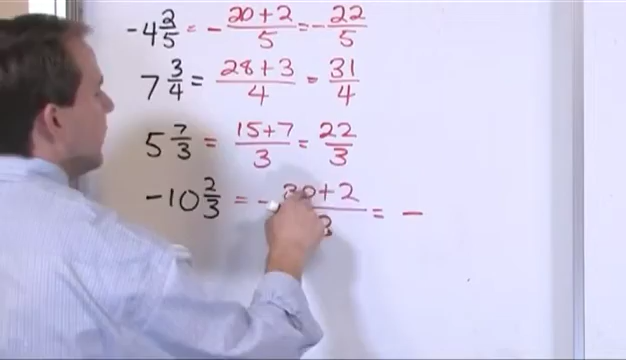 -4 2/5 = - 20+2/5 = - 22/5
7 3/4 = 28+3/4 = 31/4
5 7/3 = 15+7/3 = 22/3
-10 2/3 = - 30+2/3 = -